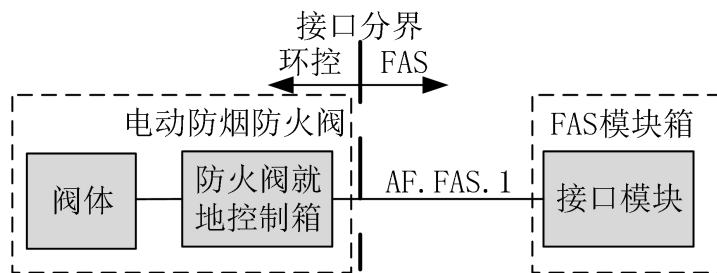 接口分界
环控 FAS
电动防烟防火阀
FAS模块箱
阀体
防火阀就
地控制箱
AF.FAS.1
接口模块